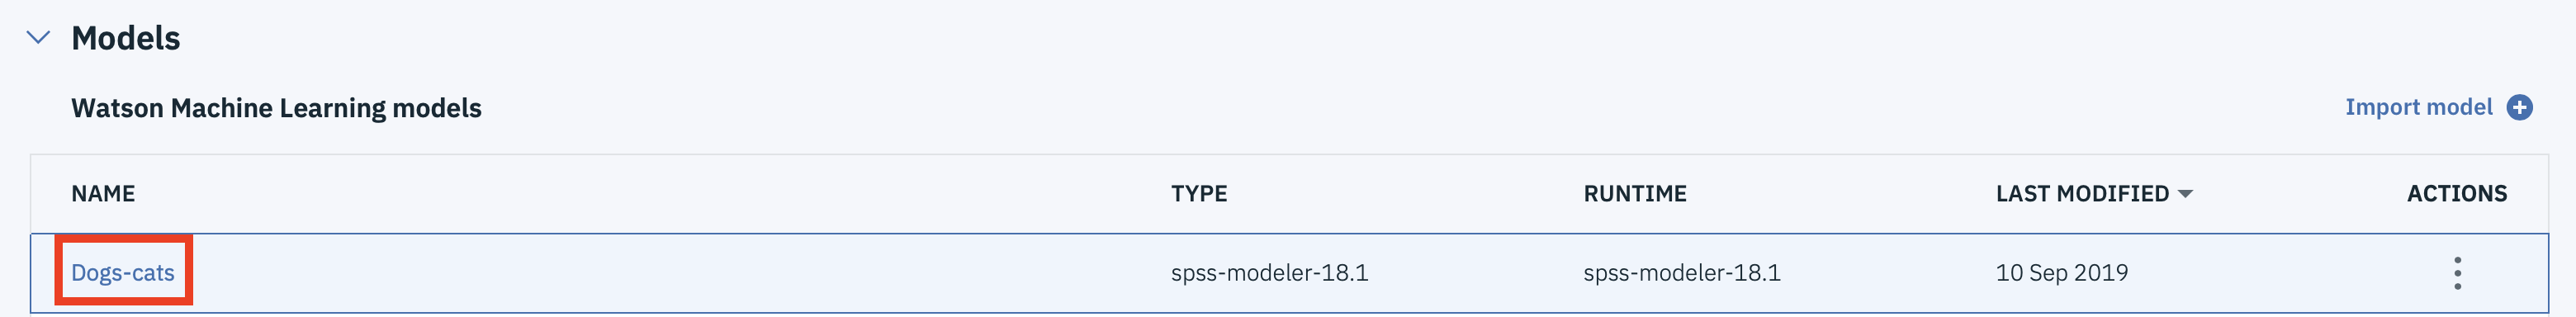 Models
Watson Machine Learning models
Import model
NAME TYPE RUNTIME LAST MODIFIED ACTIONS
Dogs-cats spss-modeler-18.1 spss-modeler-18.1 10 Sep 2019